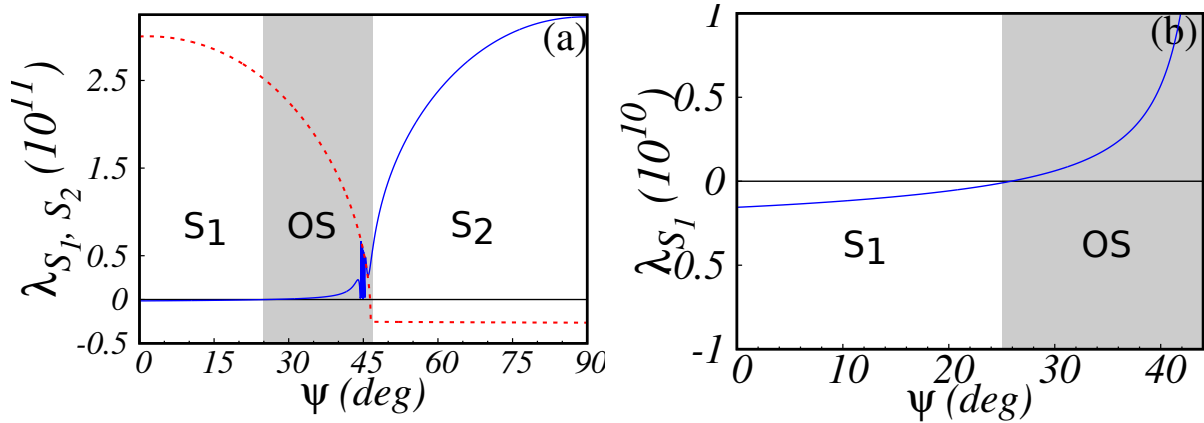 (a)
λS1, S2 (10^11)
2.5
1.5
0.5
0
-0.5
S1
OS
S2
0 15 30 45 60 75 90
ψ (deg)
(b)
λS1 (10^10)
1
0.5
0
0.5
-1
S1
OS
0 10 20 30 40
ψ (deg)